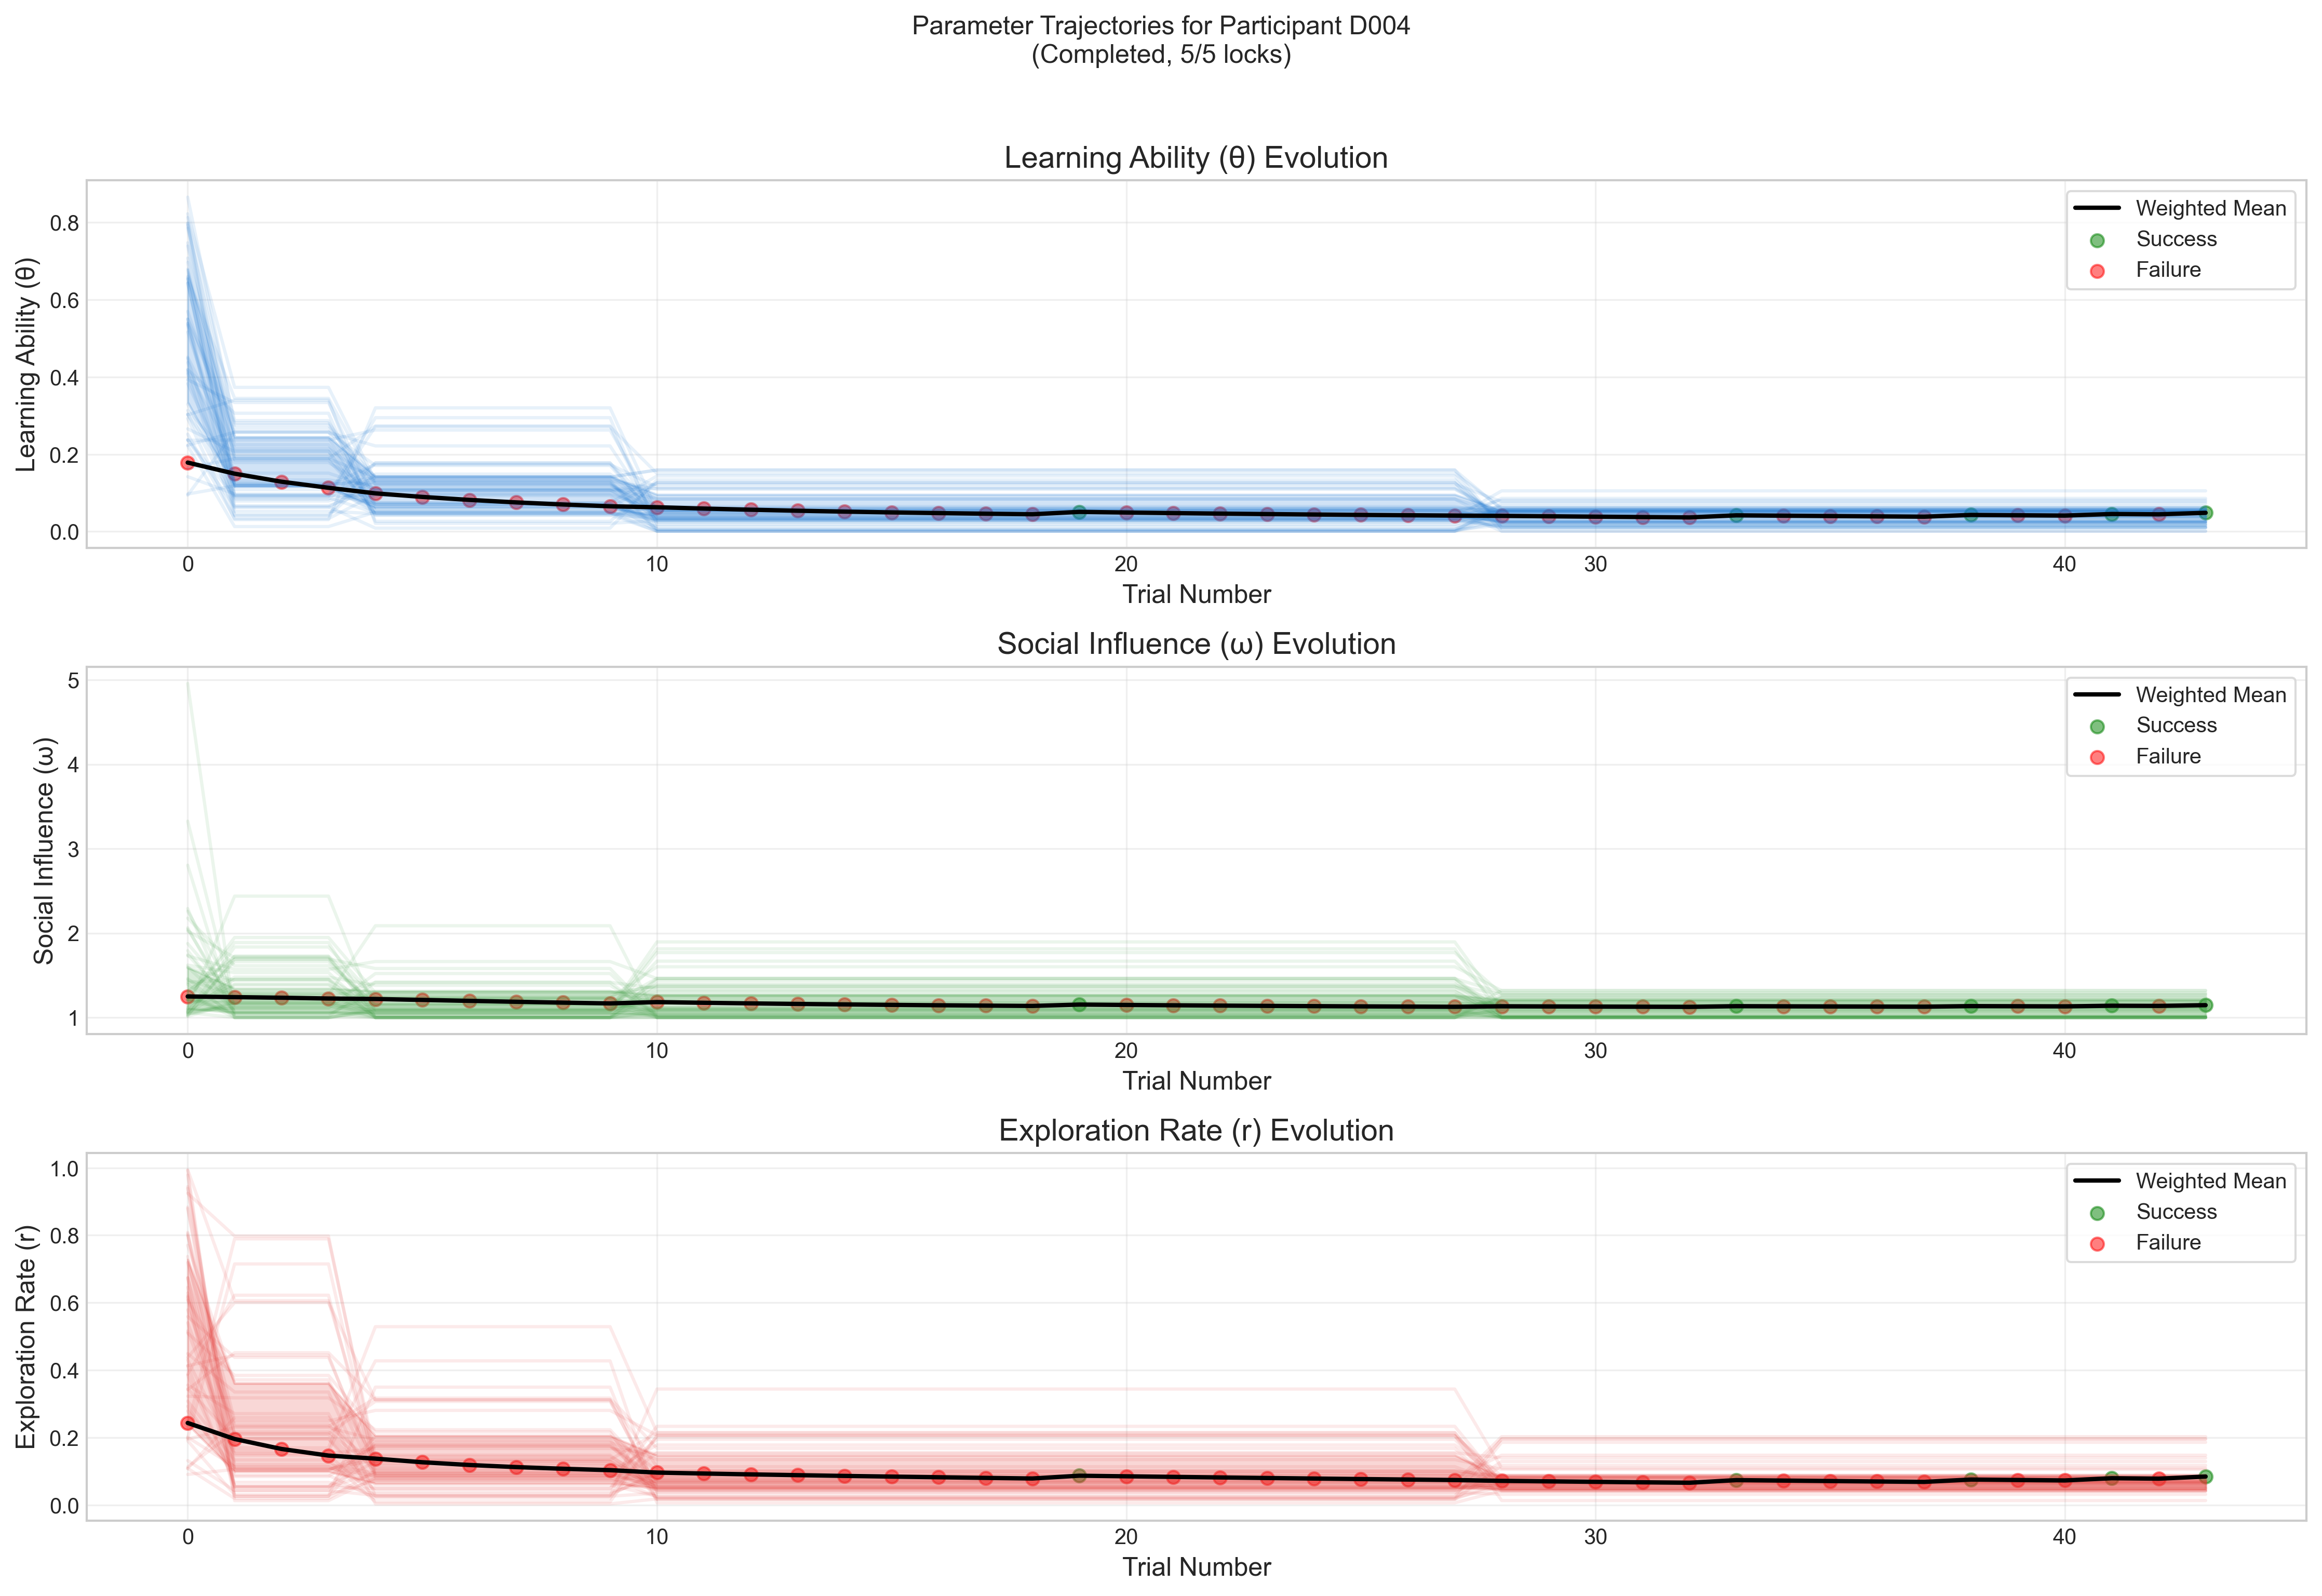 Parameter Trajectories for Participant D004
(Completed, 5/5 locks)
Learning Ability (θ) Evolution
Learning Ability (θ)
0.8
0.6
0.4
0.2
0.0
Weighted Mean
Success
Failure
0 10 20 30 40
Trial Number
Social Influence (ω) Evolution
Social Influence (ω)
5
4
3
2
1
Weighted Mean
Success
Failure
0 10 20 30 40
Trial Number
Exploration Rate (r) Evolution
Exploration Rate (r)
1.0
0.8
0.6
0.4
0.2
0.0
Weighted Mean
Success
Failure
0 10 20 30 40
Trial Number